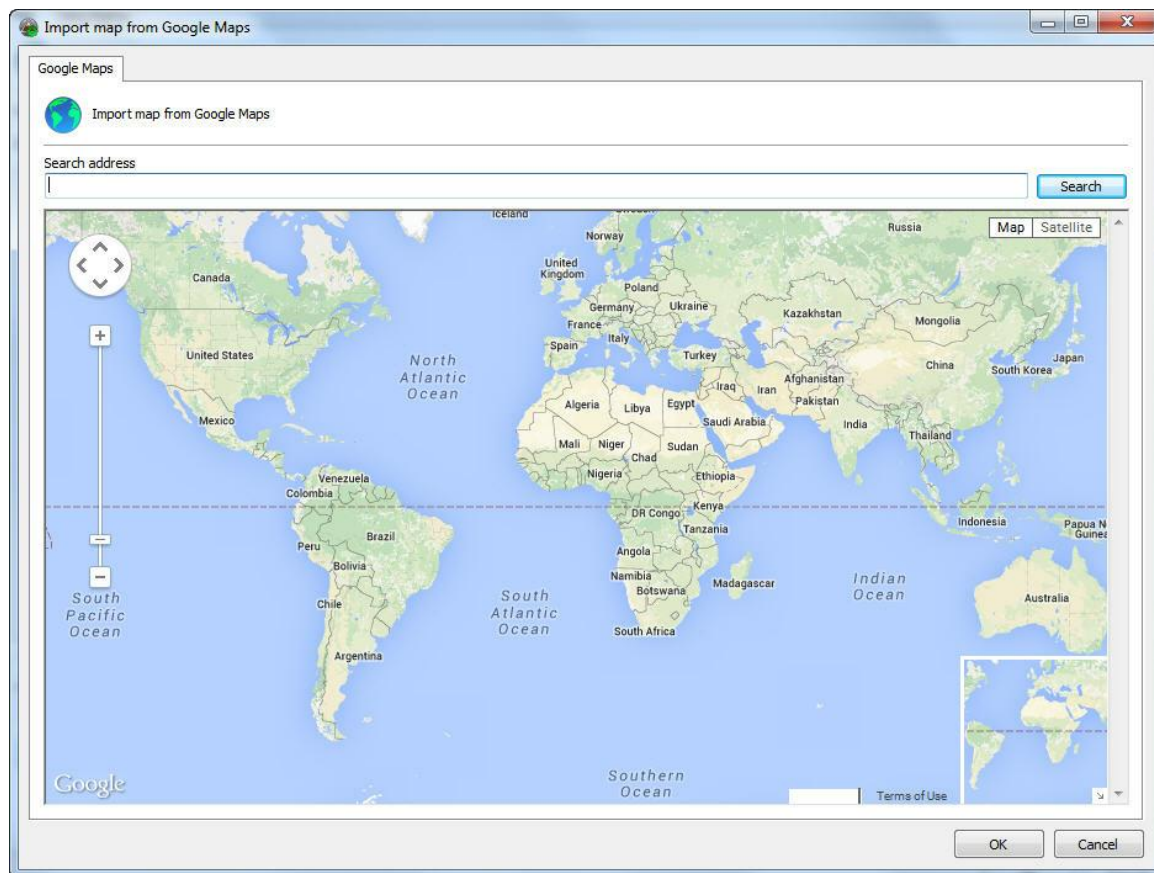 Import map from Google Maps
Google Maps
Import map from Google Maps
Search address
Search
Iceland
Russia
Map Satellite
Norway
Canada
United
Kingdom
Poland
Germany
Ukraine
Kazakhstan
France
Mongolia
Italy
Spain
United States
North
Atlantic
Ocean
Turkey
China
Japan
South Korea
Iraq
Iran
Afghanistan
Pakistan
Algeria
Libya
Egypt
Saudi Arabia
Mexico
India
Thailand
Mali
Niger
Chad
Sudan
Nigeria
Ethiopia
Venezuela
Colombia
DR Congo
Kenya
Indonesia
Papua N
Guinea
Tanzania
Brazil
Peru
Angola
Bolivia
Namibia
Botswana
Madagascar
Indian
Ocean
South
Pacific
Ocean
Chile
South
Atlantic
Ocean
Australia
South Africa
Argentina
Google
Southern
Ocean
Terms of Use
OK Cancel